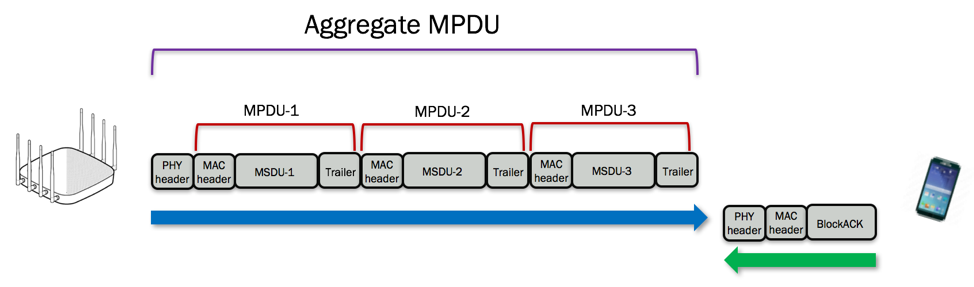 Aggregate MPDU
MPDU-1 MPDU-2 MPDU-3
PHY header MAC header MSDU-1 Trailer MAC header MSDU-2 Trailer MAC header MSDU-3 Trailer
PHY header MAC header BlockACK